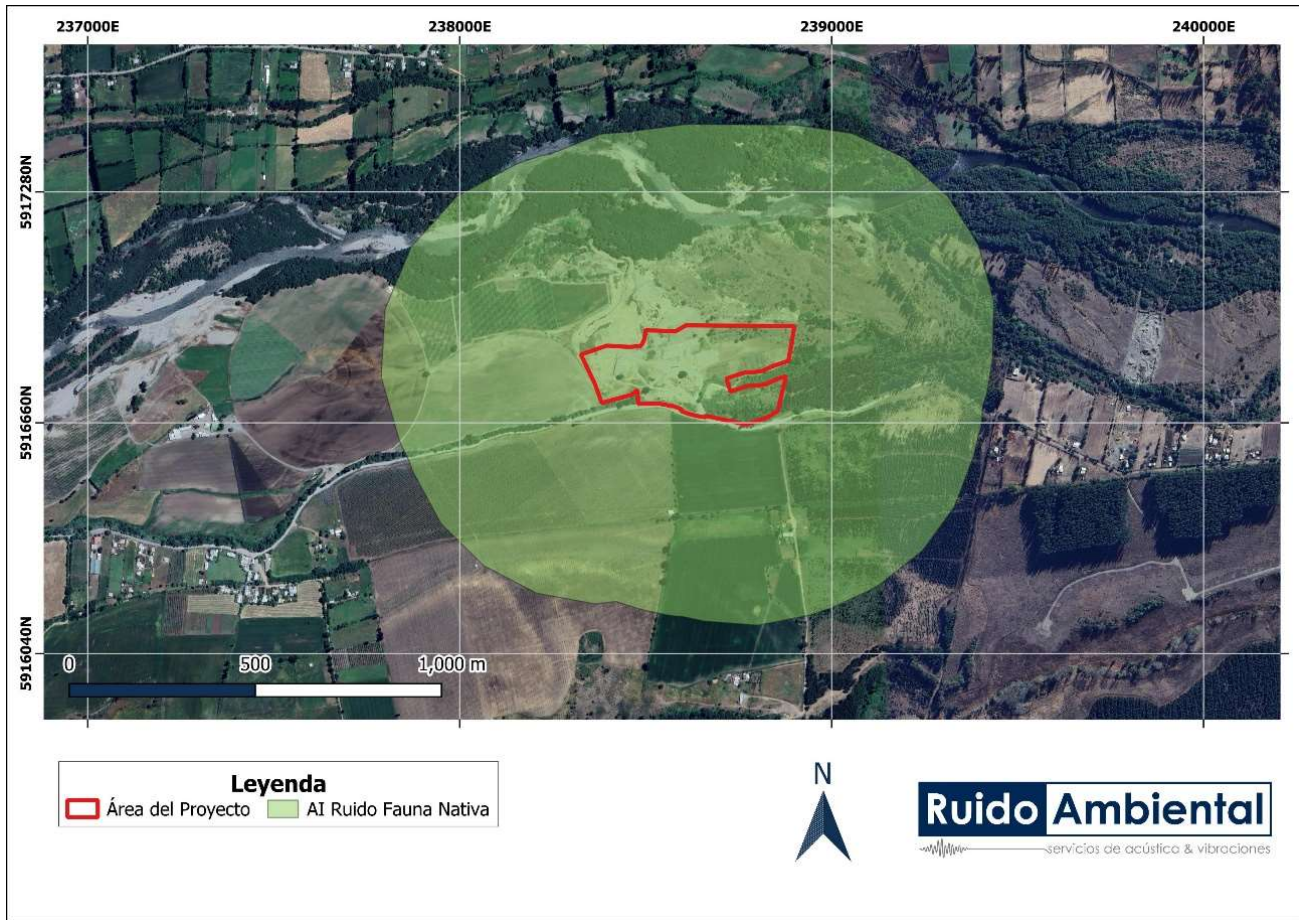 237000E 238000E 239000E 240000E
5917280N
5916660N
5916040N
0 500 1,000 m
Leyenda
Área del Proyecto AI Ruido Fauna Nativa
N
Ruido Ambiental
servicios de acústica & vibraciones